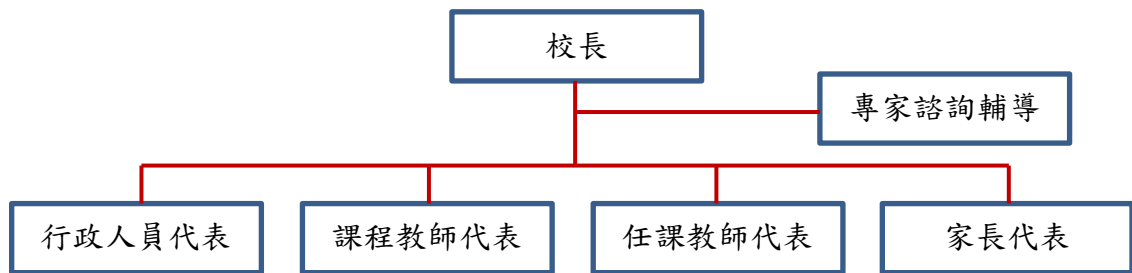 校長
專家諮詢輔導
行政人員代表
課程教師代表
任課教師代表
家長代表